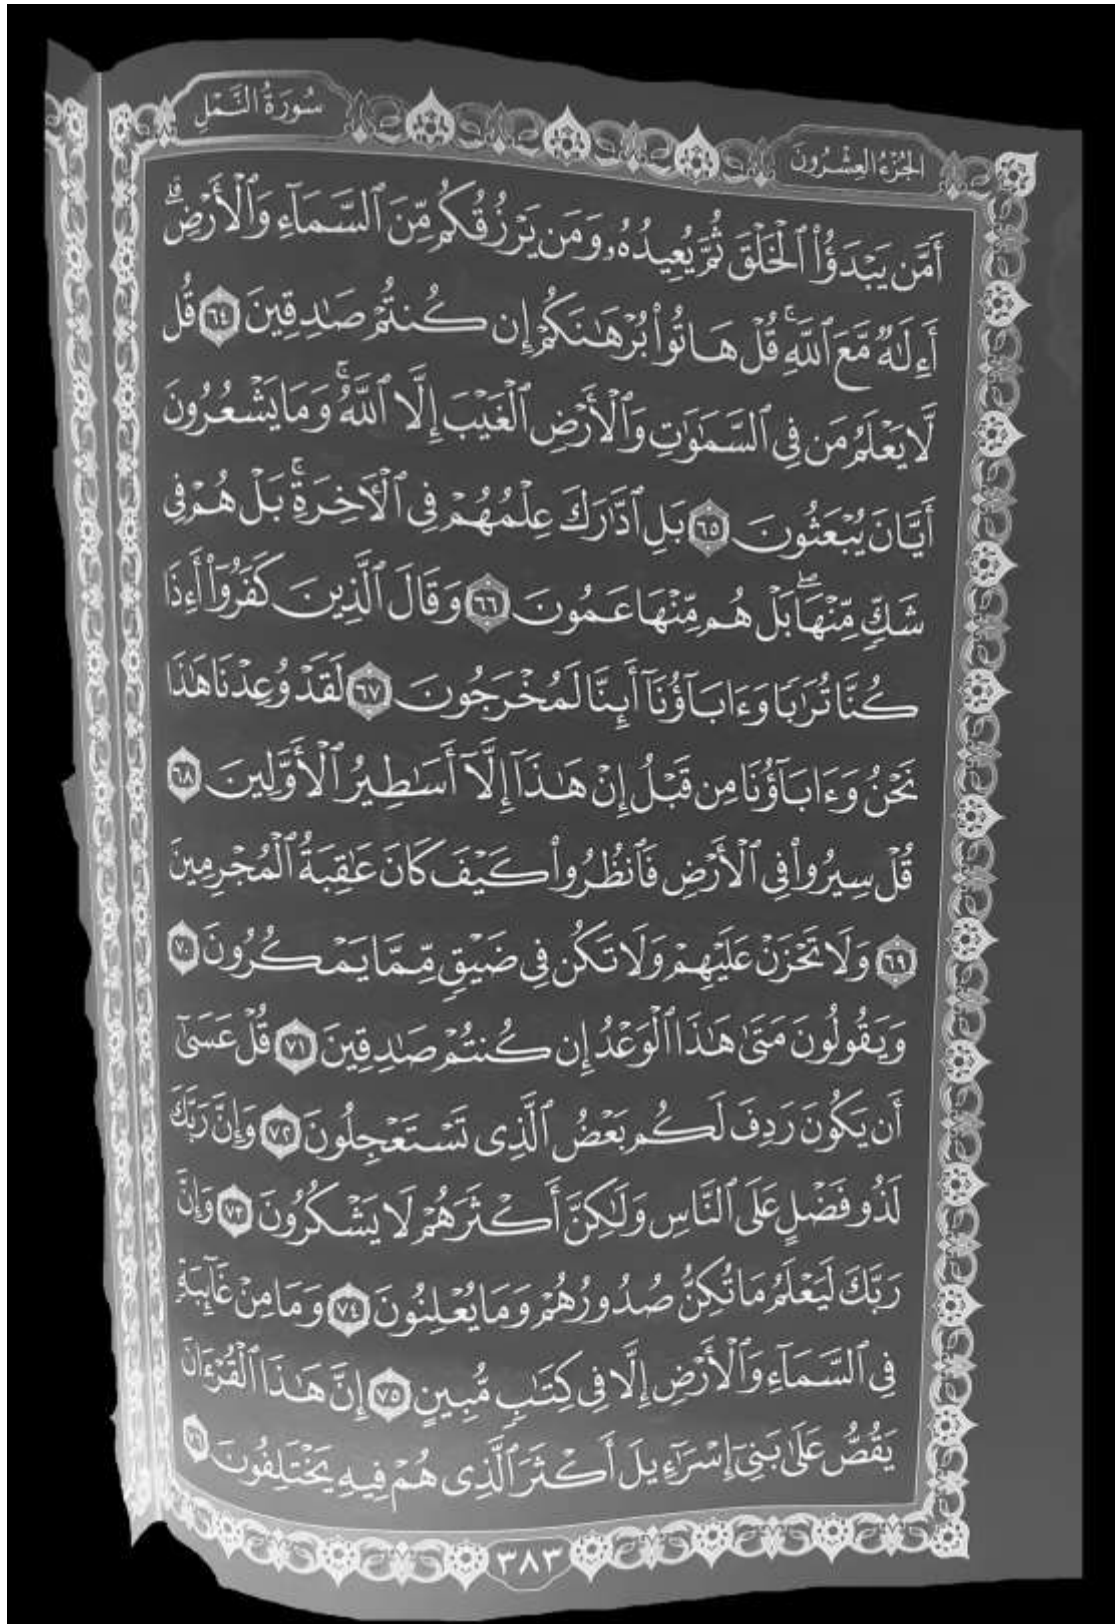 الجُزْءُ العِشْرُونَ
سُورَةُ النَّمْلِ
أَمَّن يَبْدَؤُاْ ٱلْخَلْقَ ثُمَّ يُعِيدُهُۥ وَمَن يَرْزُقُكُم مِّنَ ٱلسَّمَآءِ وَٱلْأَرْضِۗ
أَءِلَٰهٌ مَّعَ ٱللَّهِۚ قُلْ هَاتُواْ بُرْهَٰنَكُمْ إِن كُنتُمْ صَٰدِقِينَ ٦٤ قُل
لَّا يَعْلَمُ مَن فِي ٱلسَّمَٰوَٰتِ وَٱلْأَرْضِ ٱلْغَيْبَ إِلَّا ٱللَّهُۚ وَمَا يَشْعُرُونَ
أَيَّانَ يُبْعَثُونَ ٦٥ بَلِ ٱدَّٰرَكَ عِلْمُهُمْ فِي ٱلْأٓخِرَةِۚ بَلْ هُمْ فِي
شَكٍّ مِّنْهَاۖ بَلْ هُم مِّنْهَا عَمُونَ ٦٦ وَقَالَ ٱلَّذِينَ كَفَرُوٓاْ أَءِذَا
كُنَّا تُرَٰبًا وَءَابَآؤُنَآ أَئِنَّا لَمُخْرَجُونَ ٦٧ لَقَدْ وُعِدْنَا هَٰذَا
نَحْنُ وَءَابَآؤُنَا مِن قَبْلُ إِنْ هَٰذَآ إِلَّآ أَسَٰطِيرُ ٱلْأَوَّلِينَ ٦٨
قُلْ سِيرُواْ فِي ٱلْأَرْضِ فَٱنظُرُواْ كَيْفَ كَانَ عَٰقِبَةُ ٱلْمُجْرِمِينَ
٦٩ وَلَا تَحْزَنْ عَلَيْهِمْ وَلَا تَكُن فِي ضَيْقٍ مِّمَّا يَمْكُرُونَ ٧٠
وَيَقُولُونَ مَتَىٰ هَٰذَا ٱلْوَعْدُ إِن كُنتُمْ صَٰدِقِينَ ٧١ قُلْ عَسَىٰٓ
أَن يَكُونَ رَدِفَ لَكُم بَعْضُ ٱلَّذِي تَسْتَعْجِلُونَ ٧٢ وَإِنَّ رَبَّكَ
لَذُو فَضْلٍ عَلَى ٱلنَّاسِ وَلَٰكِنَّ أَكْثَرَهُمْ لَا يَشْكُرُونَ ٧٣ وَإِنَّ
رَبَّكَ لَيَعْلَمُ مَا تُكِنُّ صُدُورُهُمْ وَمَا يُعْلِنُونَ ٧٤ وَمَا مِنْ غَآئِبَةٍ
فِي ٱلسَّمَآءِ وَٱلْأَرْضِ إِلَّا فِي كِتَٰبٍ مُّبِينٍ ٧٥ إِنَّ هَٰذَا ٱلْقُرْءَانَ
يَقُصُّ عَلَىٰ بَنِيٓ إِسْرَٰٓءِيلَ أَكْثَرَ ٱلَّذِي هُمْ فِيهِ يَخْتَلِفُونَ ٧٦
٣٨٣